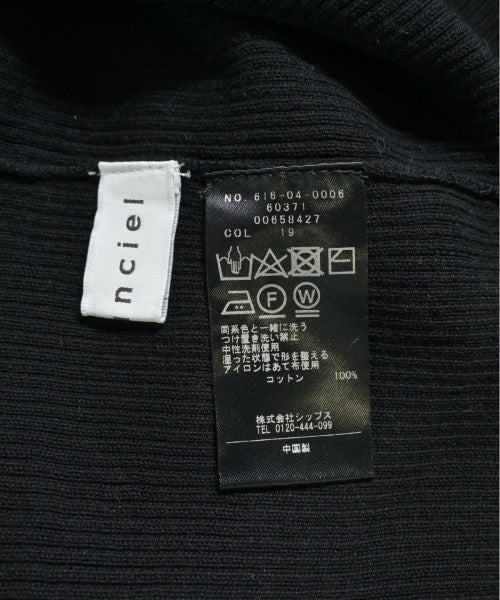 nciel
NO. 616-04-0006
60371
00658427
COL 19
F W
同系色と一緒に洗う
つけ置き洗い禁止
中性洗剤使用
湿った状態で形を整える
アイロンはあて布使用
コットン 100%
株式会社シップス
TEL 0120-444-099
中国製